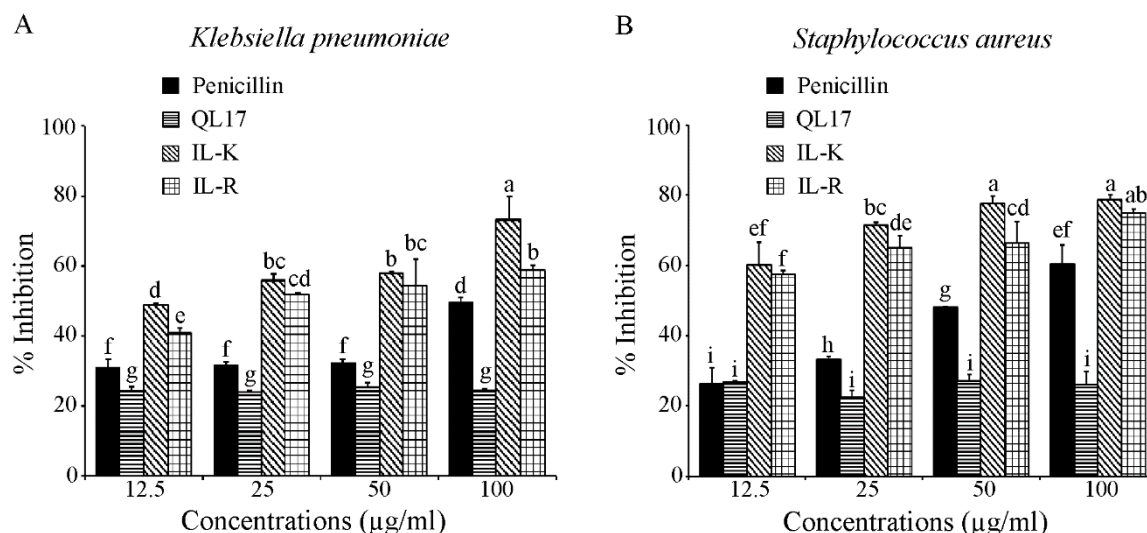 A
Klebsiella pneumoniae
Penicillin
QL17
IL-K
IL-R
100
80
60
40
20
0
% Inhibition
f g d e
f g bc cd
f g b bc
d g a b
12.5 25 50 100
Concentrations (µg/ml)
B
Staphylococcus aureus
Penicillin
QL17
IL-K
IL-R
100
80
60
40
20
0
% Inhibition
i i ef f
h i bc de
g i a cd
ef i a ab
12.5 25 50 100
Concentrations (µg/ml)